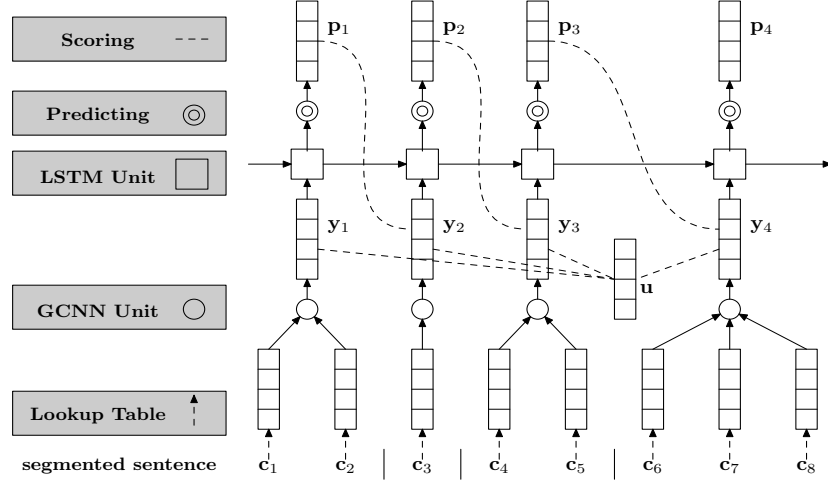 Scoring
Predicting
LSTM Unit
GCNN Unit
Lookup Table
segmented sentence
p1 p2 p3 p4
y1 y2 y3 y4
u
c1 c2 c3 c4 c5 c6 c7 c8